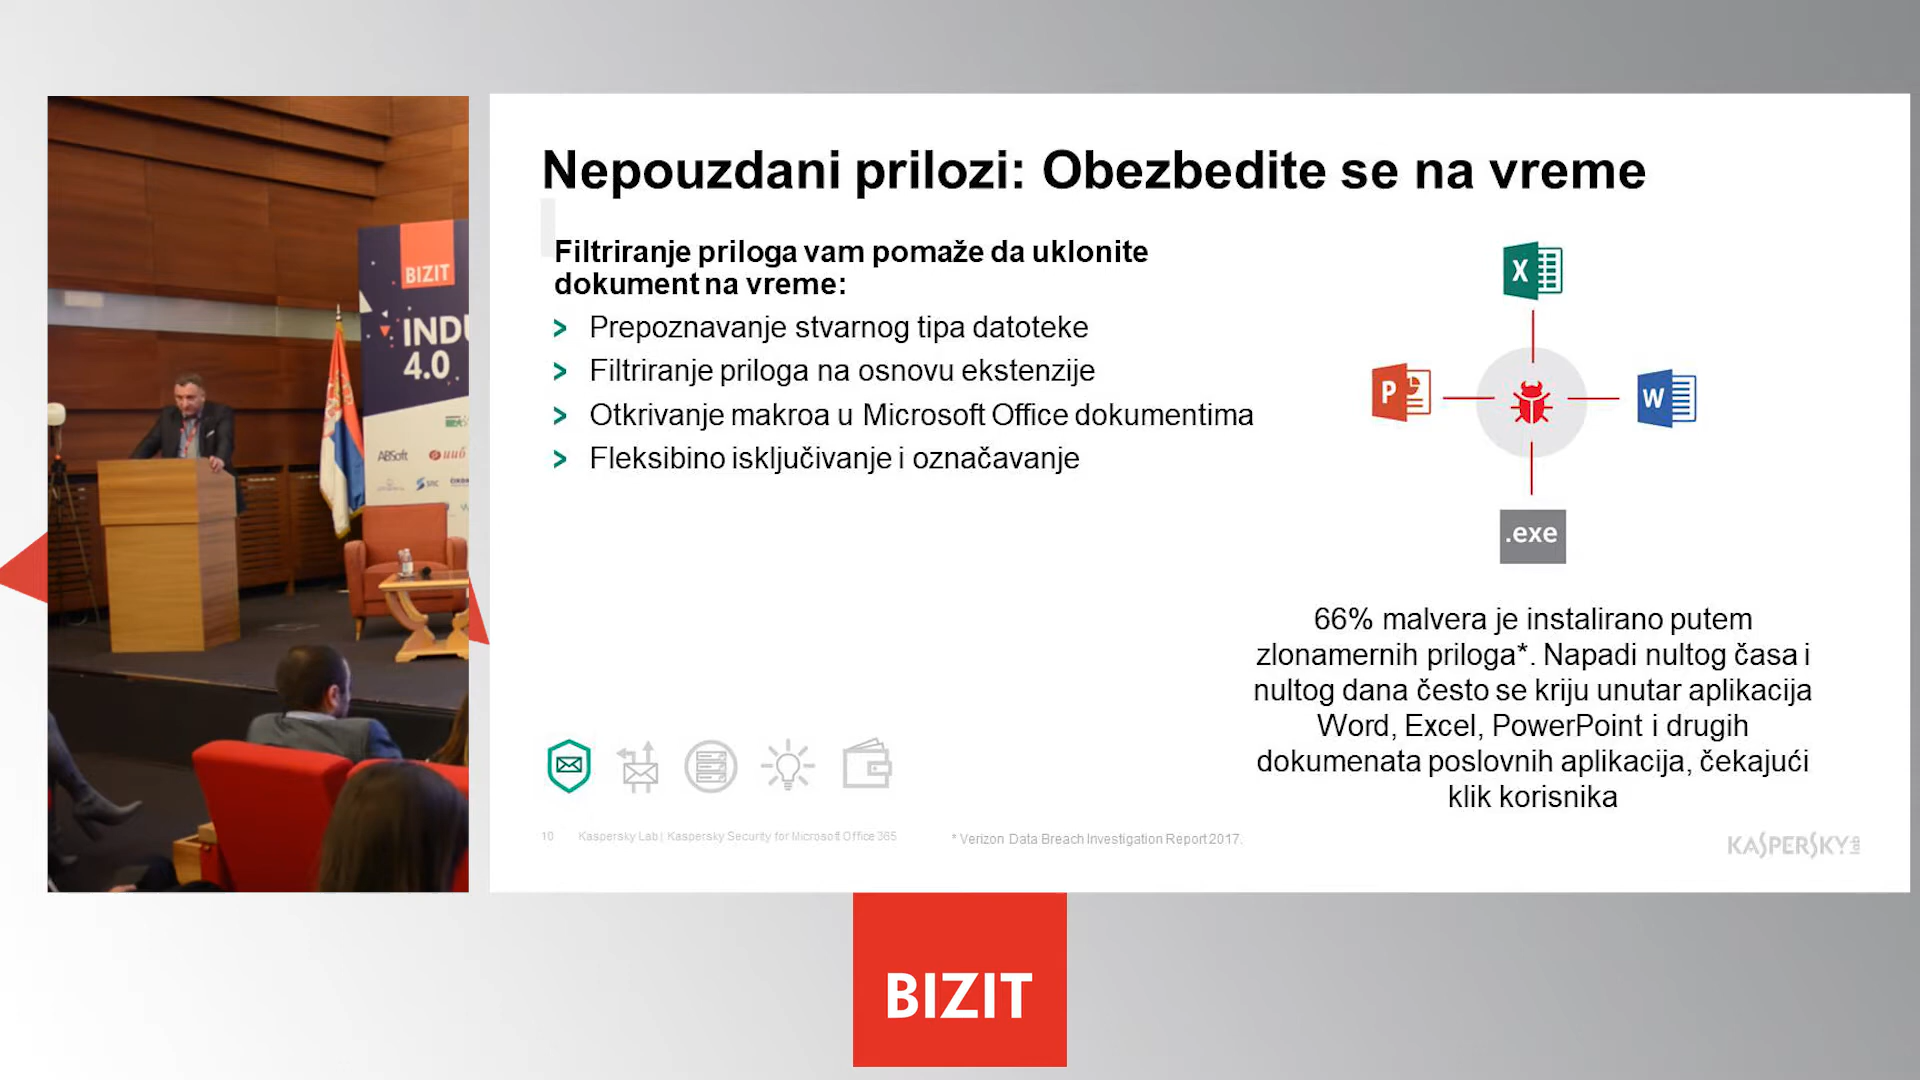 Nepouzdani prilozi: Obezbedite se na vreme
Filtriranje priloga vam pomaže da uklonite
dokument na vreme:
> Prepoznavanje stvarnog tipa datoteke
> Filtriranje priloga na osnovu ekstenzije
> Otkrivanje makroa u Microsoft Office dokumentima
> Fleksibino isključivanje i označavanje
X
P
W
.exe
66% malvera je instalirano putem
zlonamernih priloga*. Napadi nultog časa i
nultog dana često se kriju unutar aplikacija
Word, Excel, PowerPoint i drugih
dokumenata poslovnih aplikacija, čekajući
klik korisnika
10 Kaspersky Lab | Kaspersky Security for Microsoft Office 365
* Verizon Data Breach Investigation Report 2017.
KASPERSKY lab
BIZIT
INDU
4.0
ABSoft
SRC
BIZIT